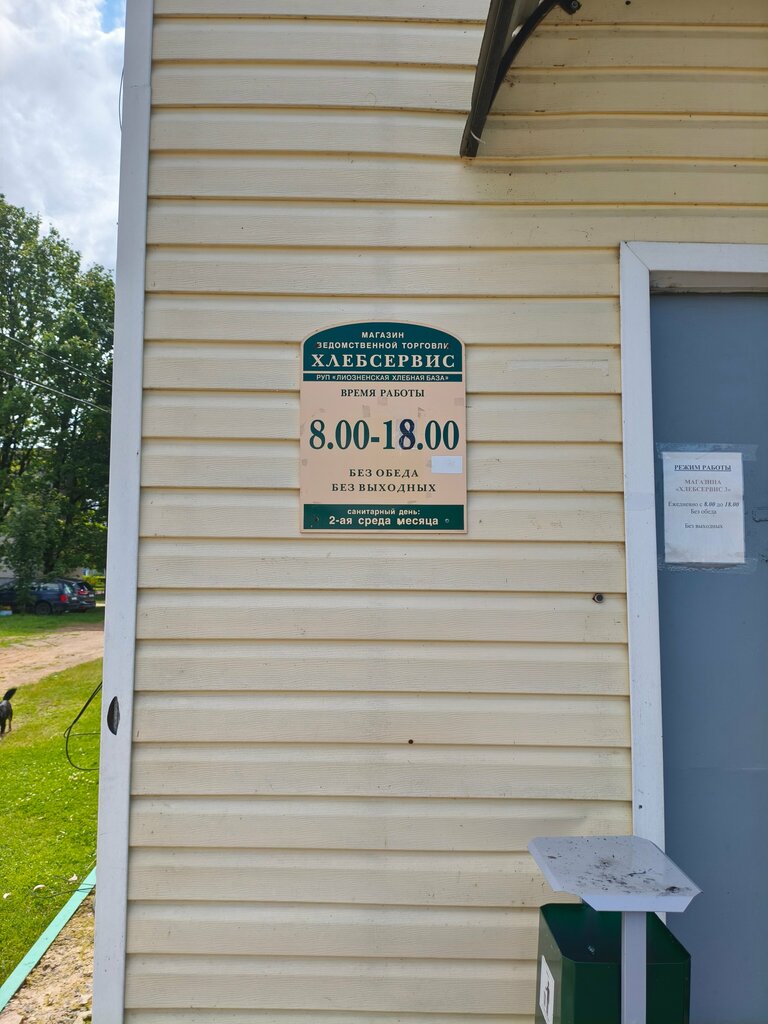 МАГАЗИН
ВЕДОМСТВЕННОЙ ТОРГОВЛИ
ХЛЕБСЕРВИС
РУП «ЛИОЗНЕНСКАЯ ХЛЕБНАЯ БАЗА»
ВРЕМЯ РАБОТЫ
8.00-18.00
БЕЗ ОБЕДА
БЕЗ ВЫХОДНЫХ
санитарный день:
2-ая среда месяца
РЕЖИМ РАБОТЫ
МАГАЗИНА
«ХЛЕБСЕРВИС 3»
Ежедневно с 8.00 до 18.00
Без обеда
Без выходных